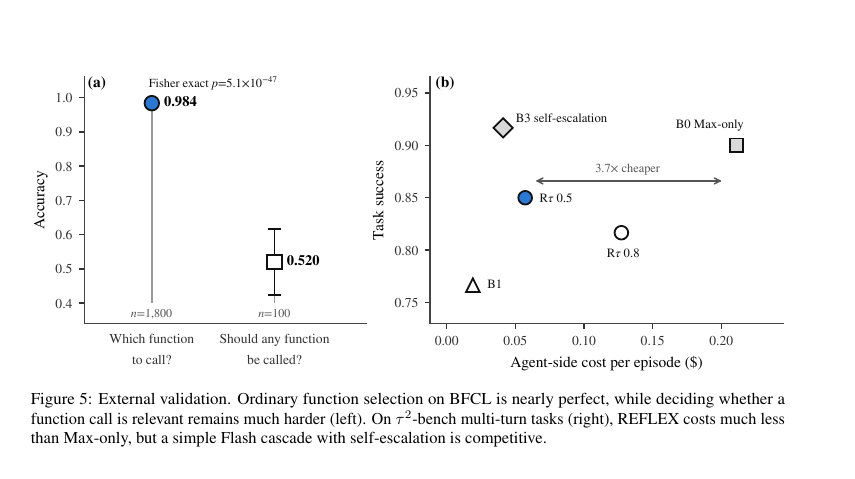 (a)
Fisher exact p=5.1×10⁻⁴⁷
0.984
0.520
1.0
0.9
0.8
0.7
0.6
0.5
0.4
Accuracy
n=1,800
n=100
Which function
to call?
Should any function
be called?
(b)
B3 self-escalation
B0 Max-only
3.7× cheaper
Rτ 0.5
Rτ 0.8
B1
0.95
0.90
0.85
0.80
0.75
Task success
0.00 0.05 0.10 0.15 0.20
Agent-side cost per episode ($)
Figure 5: External validation. Ordinary function selection on BFCL is nearly perfect, while deciding whether a
function call is relevant remains much harder (left). On τ²-bench multi-turn tasks (right), REFLEX costs much less
than Max-only, but a simple Flash cascade with self-escalation is competitive.